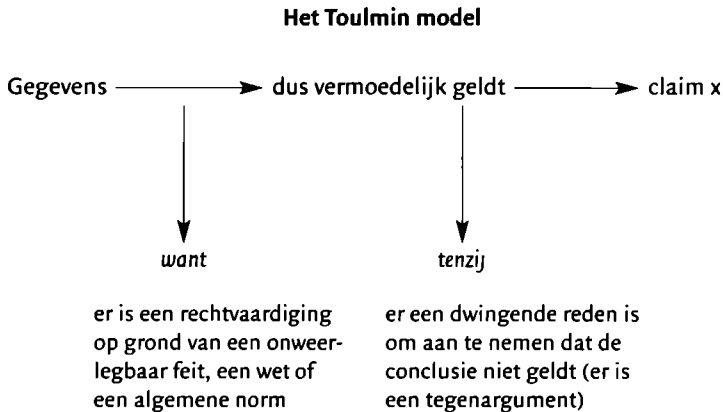 Het Toulmin model
Gegevens dus vermoedelijk geldt claim x
want tenzij
er is een rechtvaardiging
op grond van een onweer-
legbaar feit, een wet of
een algemene norm
er een dwingende reden is
om aan te nemen dat de
conclusie niet geldt (er is
een tegenargument)